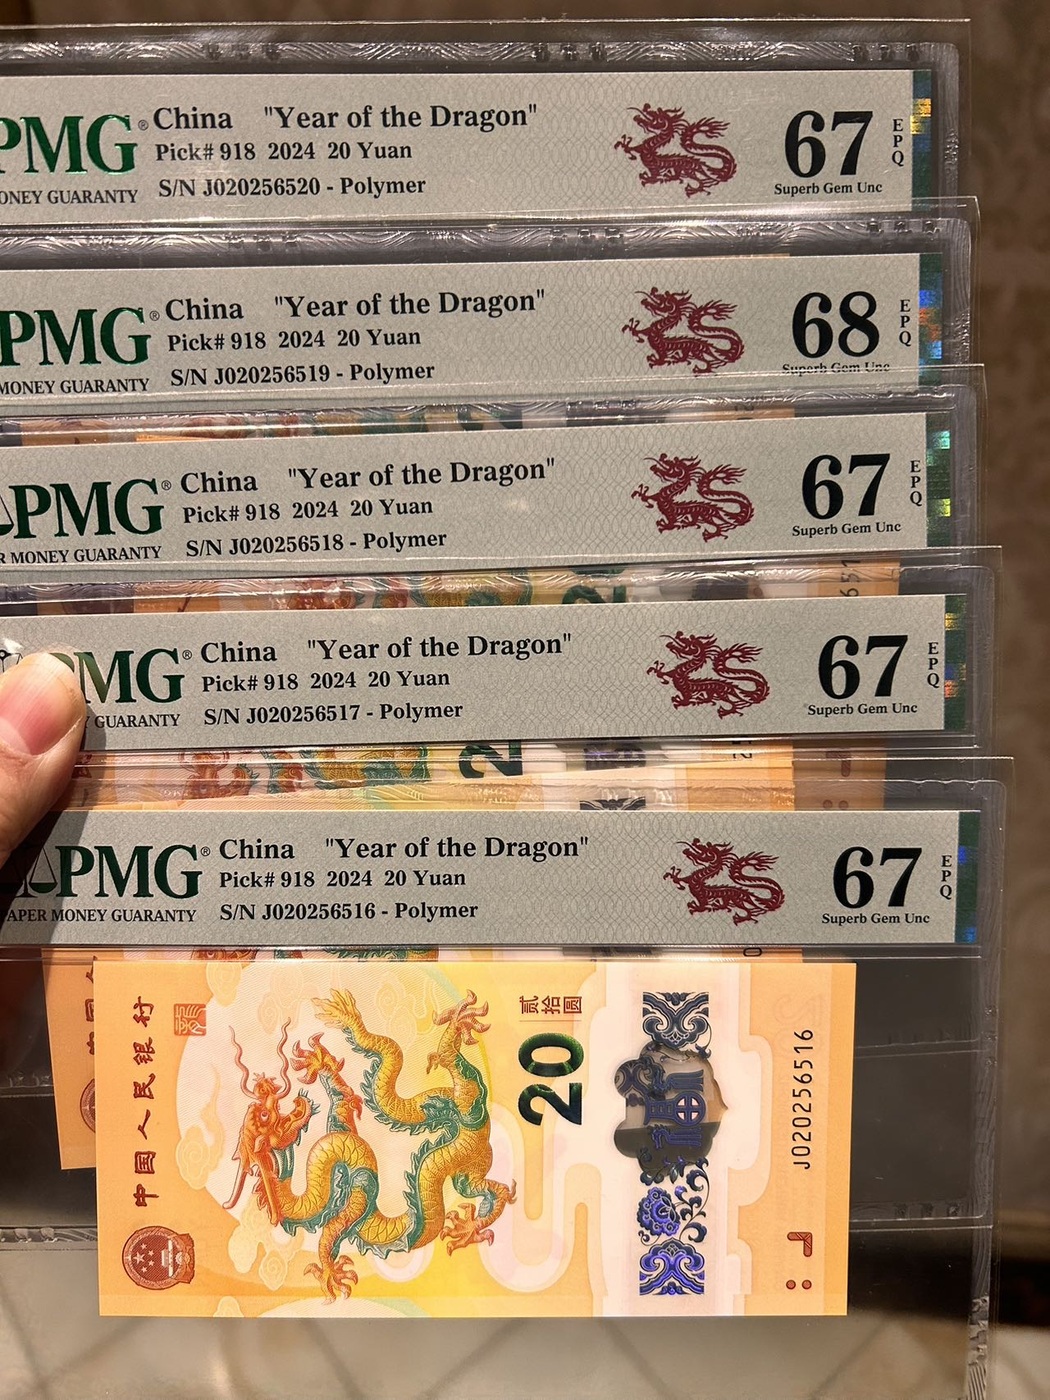 PMG®
MONEY GUARANTY
China "Year of the Dragon"
Pick# 918 2024 20 Yuan
S/N J020256520 - Polymer
67
EPQ
Superb Gem Unc
PMG®
MONEY GUARANTY
China "Year of the Dragon"
Pick# 918 2024 20 Yuan
S/N J020256519 - Polymer
68
EPQ
Superb Gem Unc
PMG®
MONEY GUARANTY
China "Year of the Dragon"
Pick# 918 2024 20 Yuan
S/N J020256518 - Polymer
67
EPQ
Superb Gem Unc
PMG®
GUARANTY
China "Year of the Dragon"
Pick# 918 2024 20 Yuan
S/N J020256517 - Polymer
67
EPQ
Superb Gem Unc
PMG®
PAPER MONEY GUARANTY
China "Year of the Dragon"
Pick# 918 2024 20 Yuan
S/N J020256516 - Polymer
67
EPQ
Superb Gem Unc
中国人民银行
贰拾圆
20
J020256516